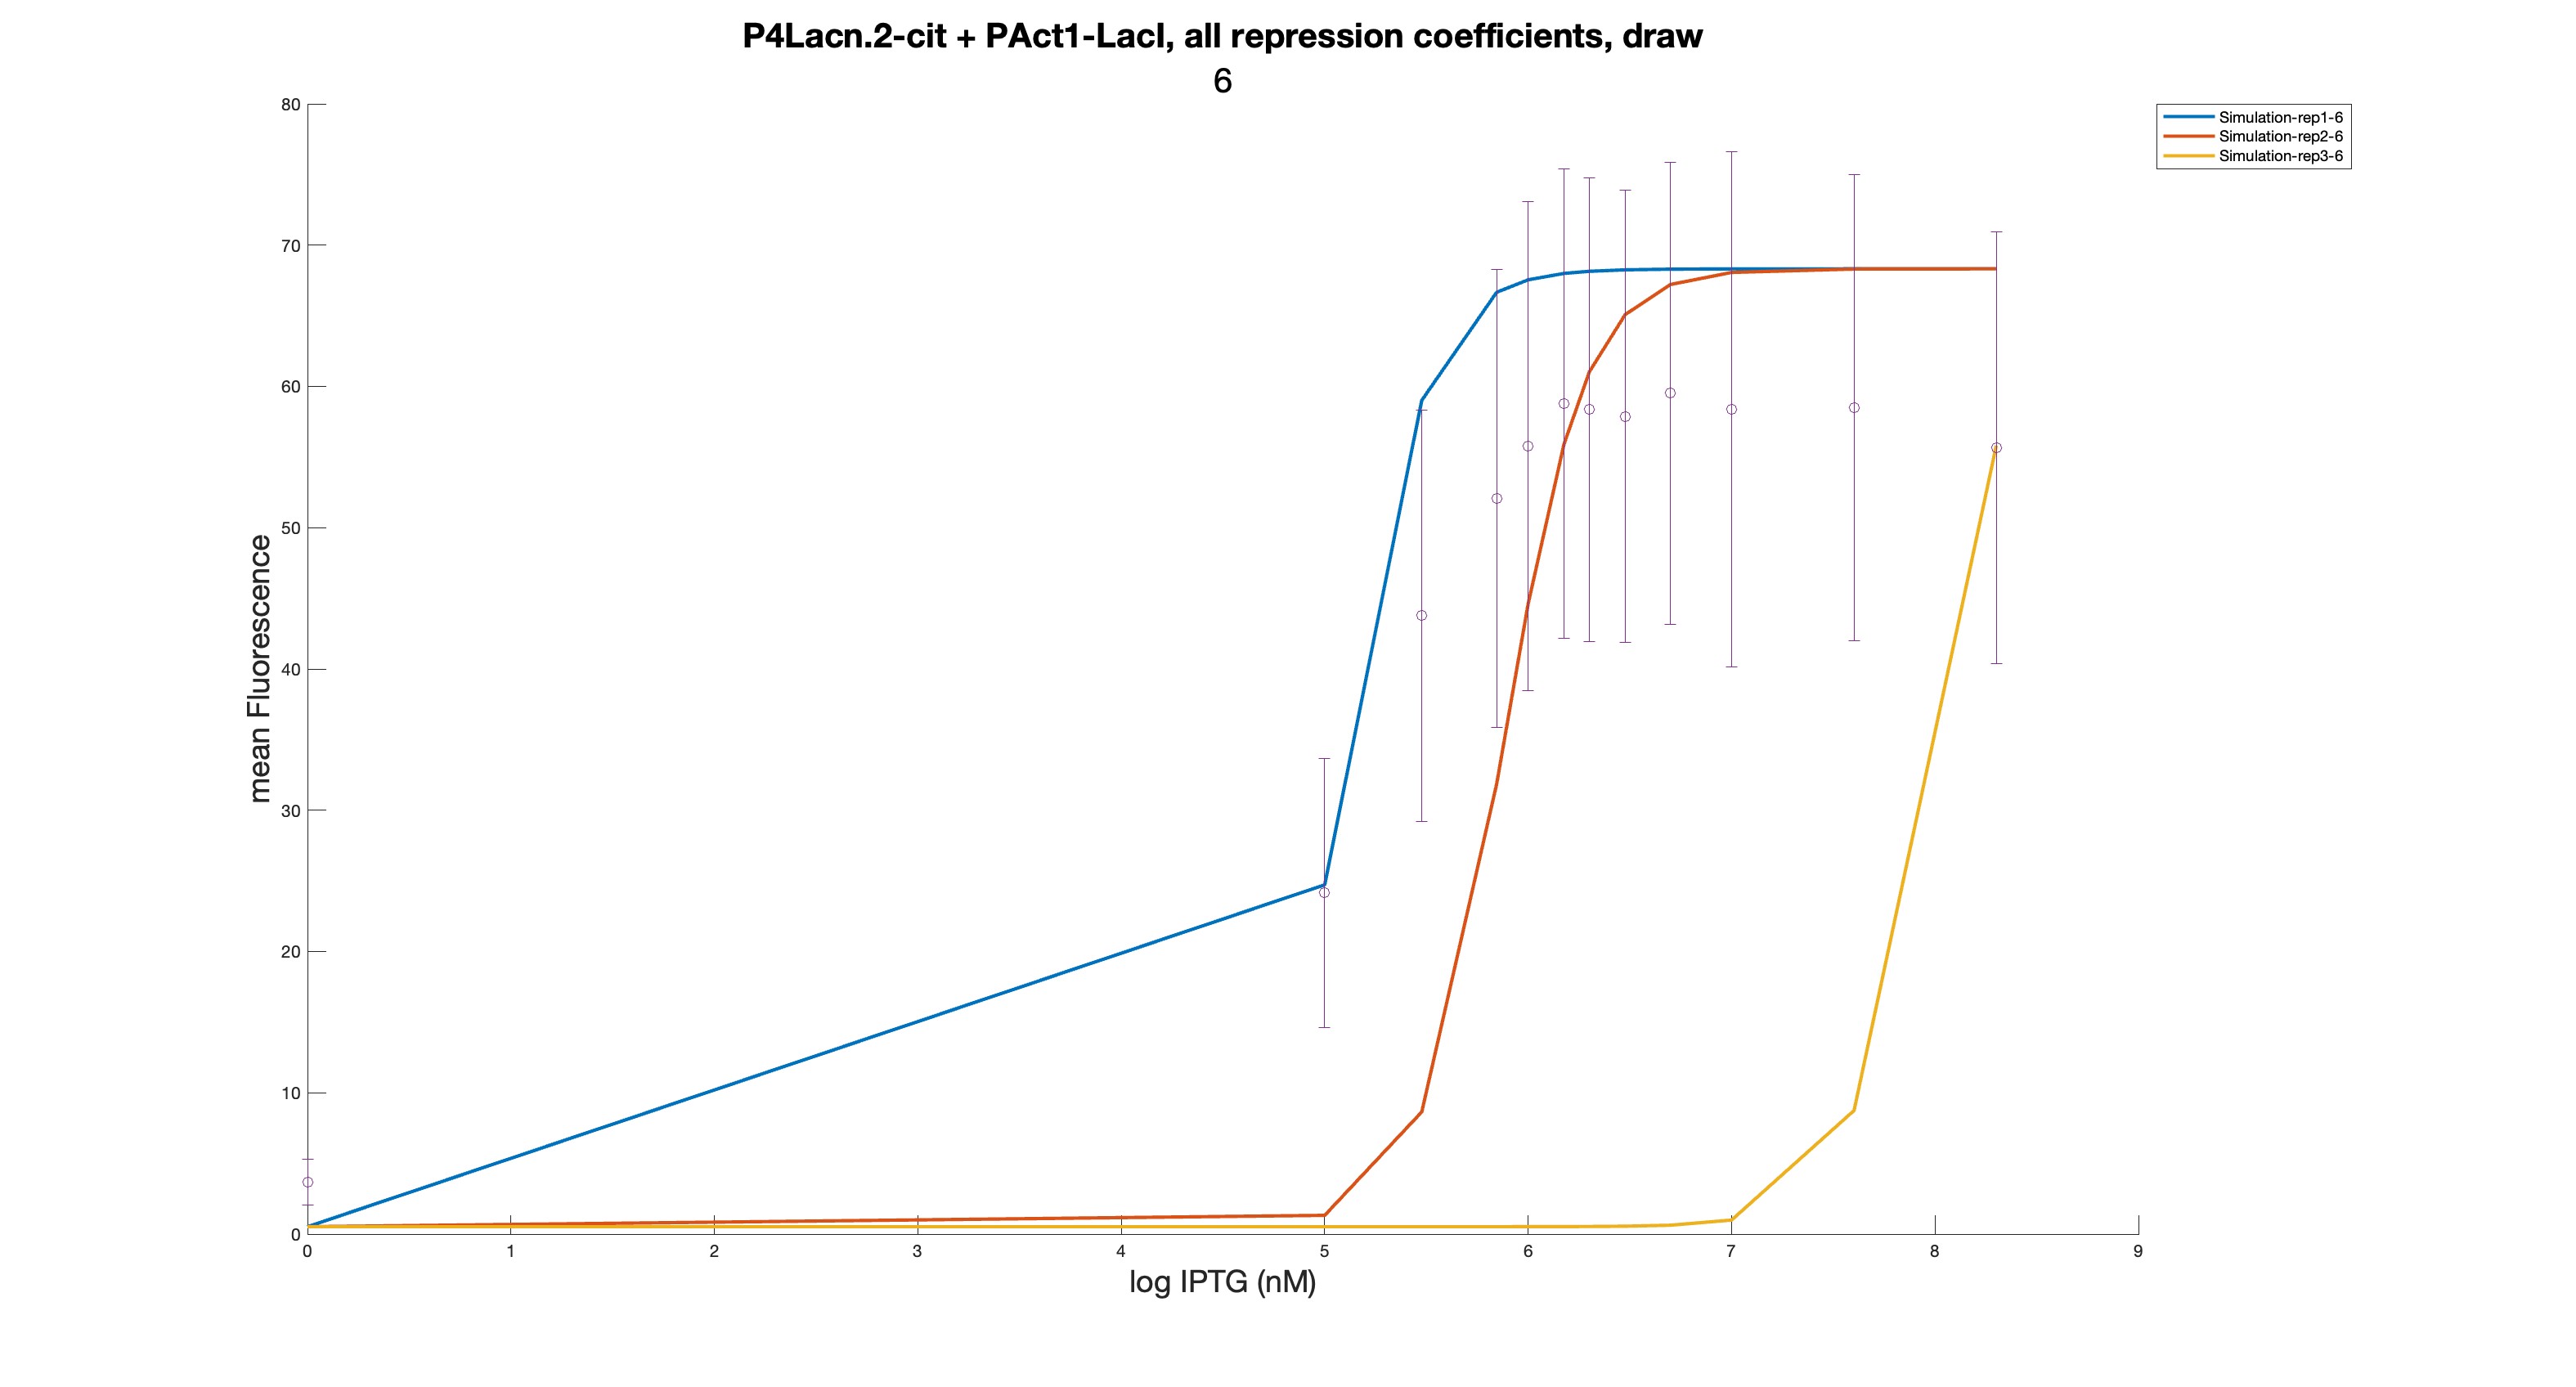 P4Lacn.2-cit + PAct1-LacI, all repression coefficients, draw
6
Simulation-rep1-6
Simulation-rep2-6
Simulation-rep3-6
mean Fluorescence
80
70
60
50
40
30
20
10
0
0 1 2 3 4 5 6 7 8 9
log IPTG (nM)